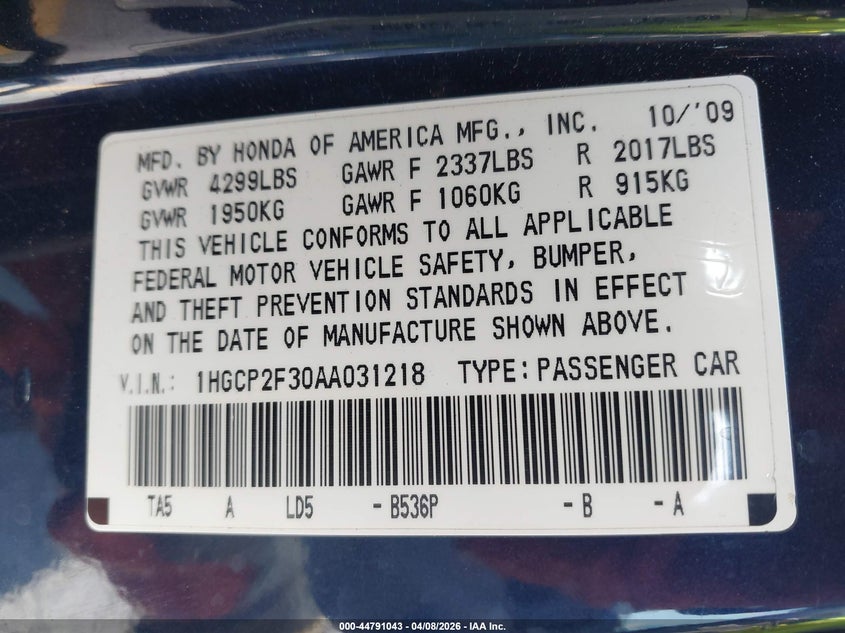 MFD. BY HONDA OF AMERICA MFG., INC. 10/'09
GVWR 4299LBS GAWR F 2337LBS R 2017LBS
GVWR 1950KG GAWR F 1060KG R 915KG
THIS VEHICLE CONFORMS TO ALL APPLICABLE
FEDERAL MOTOR VEHICLE SAFETY, BUMPER,
AND THEFT PREVENTION STANDARDS IN EFFECT
ON THE DATE OF MANUFACTURE SHOWN ABOVE.
V.I.N.: 1HGCP2F30AA031218 TYPE: PASSENGER CAR
TA5 A LD5 - B536P - B - A
000-44791043 - 04/08/2026 - IAA Inc.